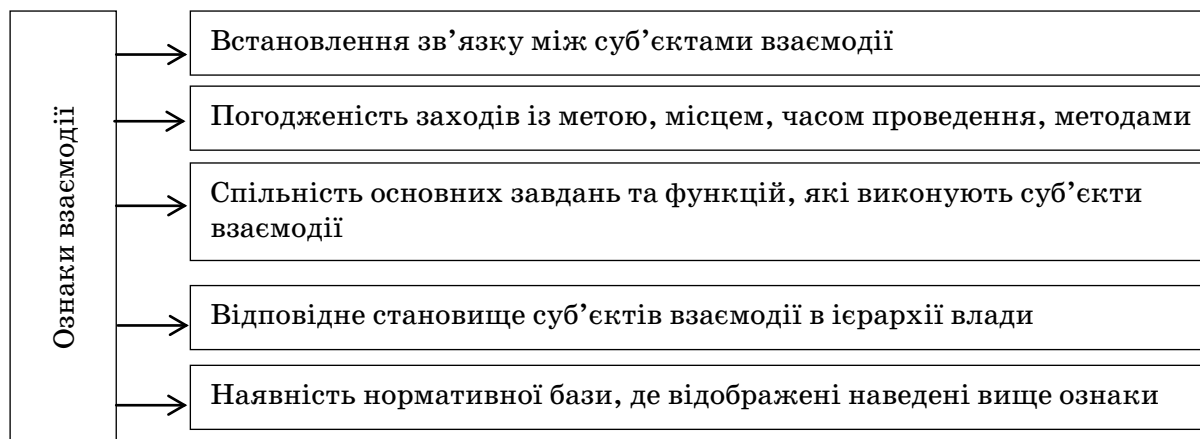 Ознаки взаємодії
Встановлення зв’язку між суб’єктами взаємодії
Погодженість заходів із метою, місцем, часом проведення, методами
Спільність основних завдань та функцій, які виконують суб’єкти
взаємодії
Відповідне становище суб’єктів взаємодії в ієрархії влади
Наявність нормативної бази, де відображені наведені вище ознаки